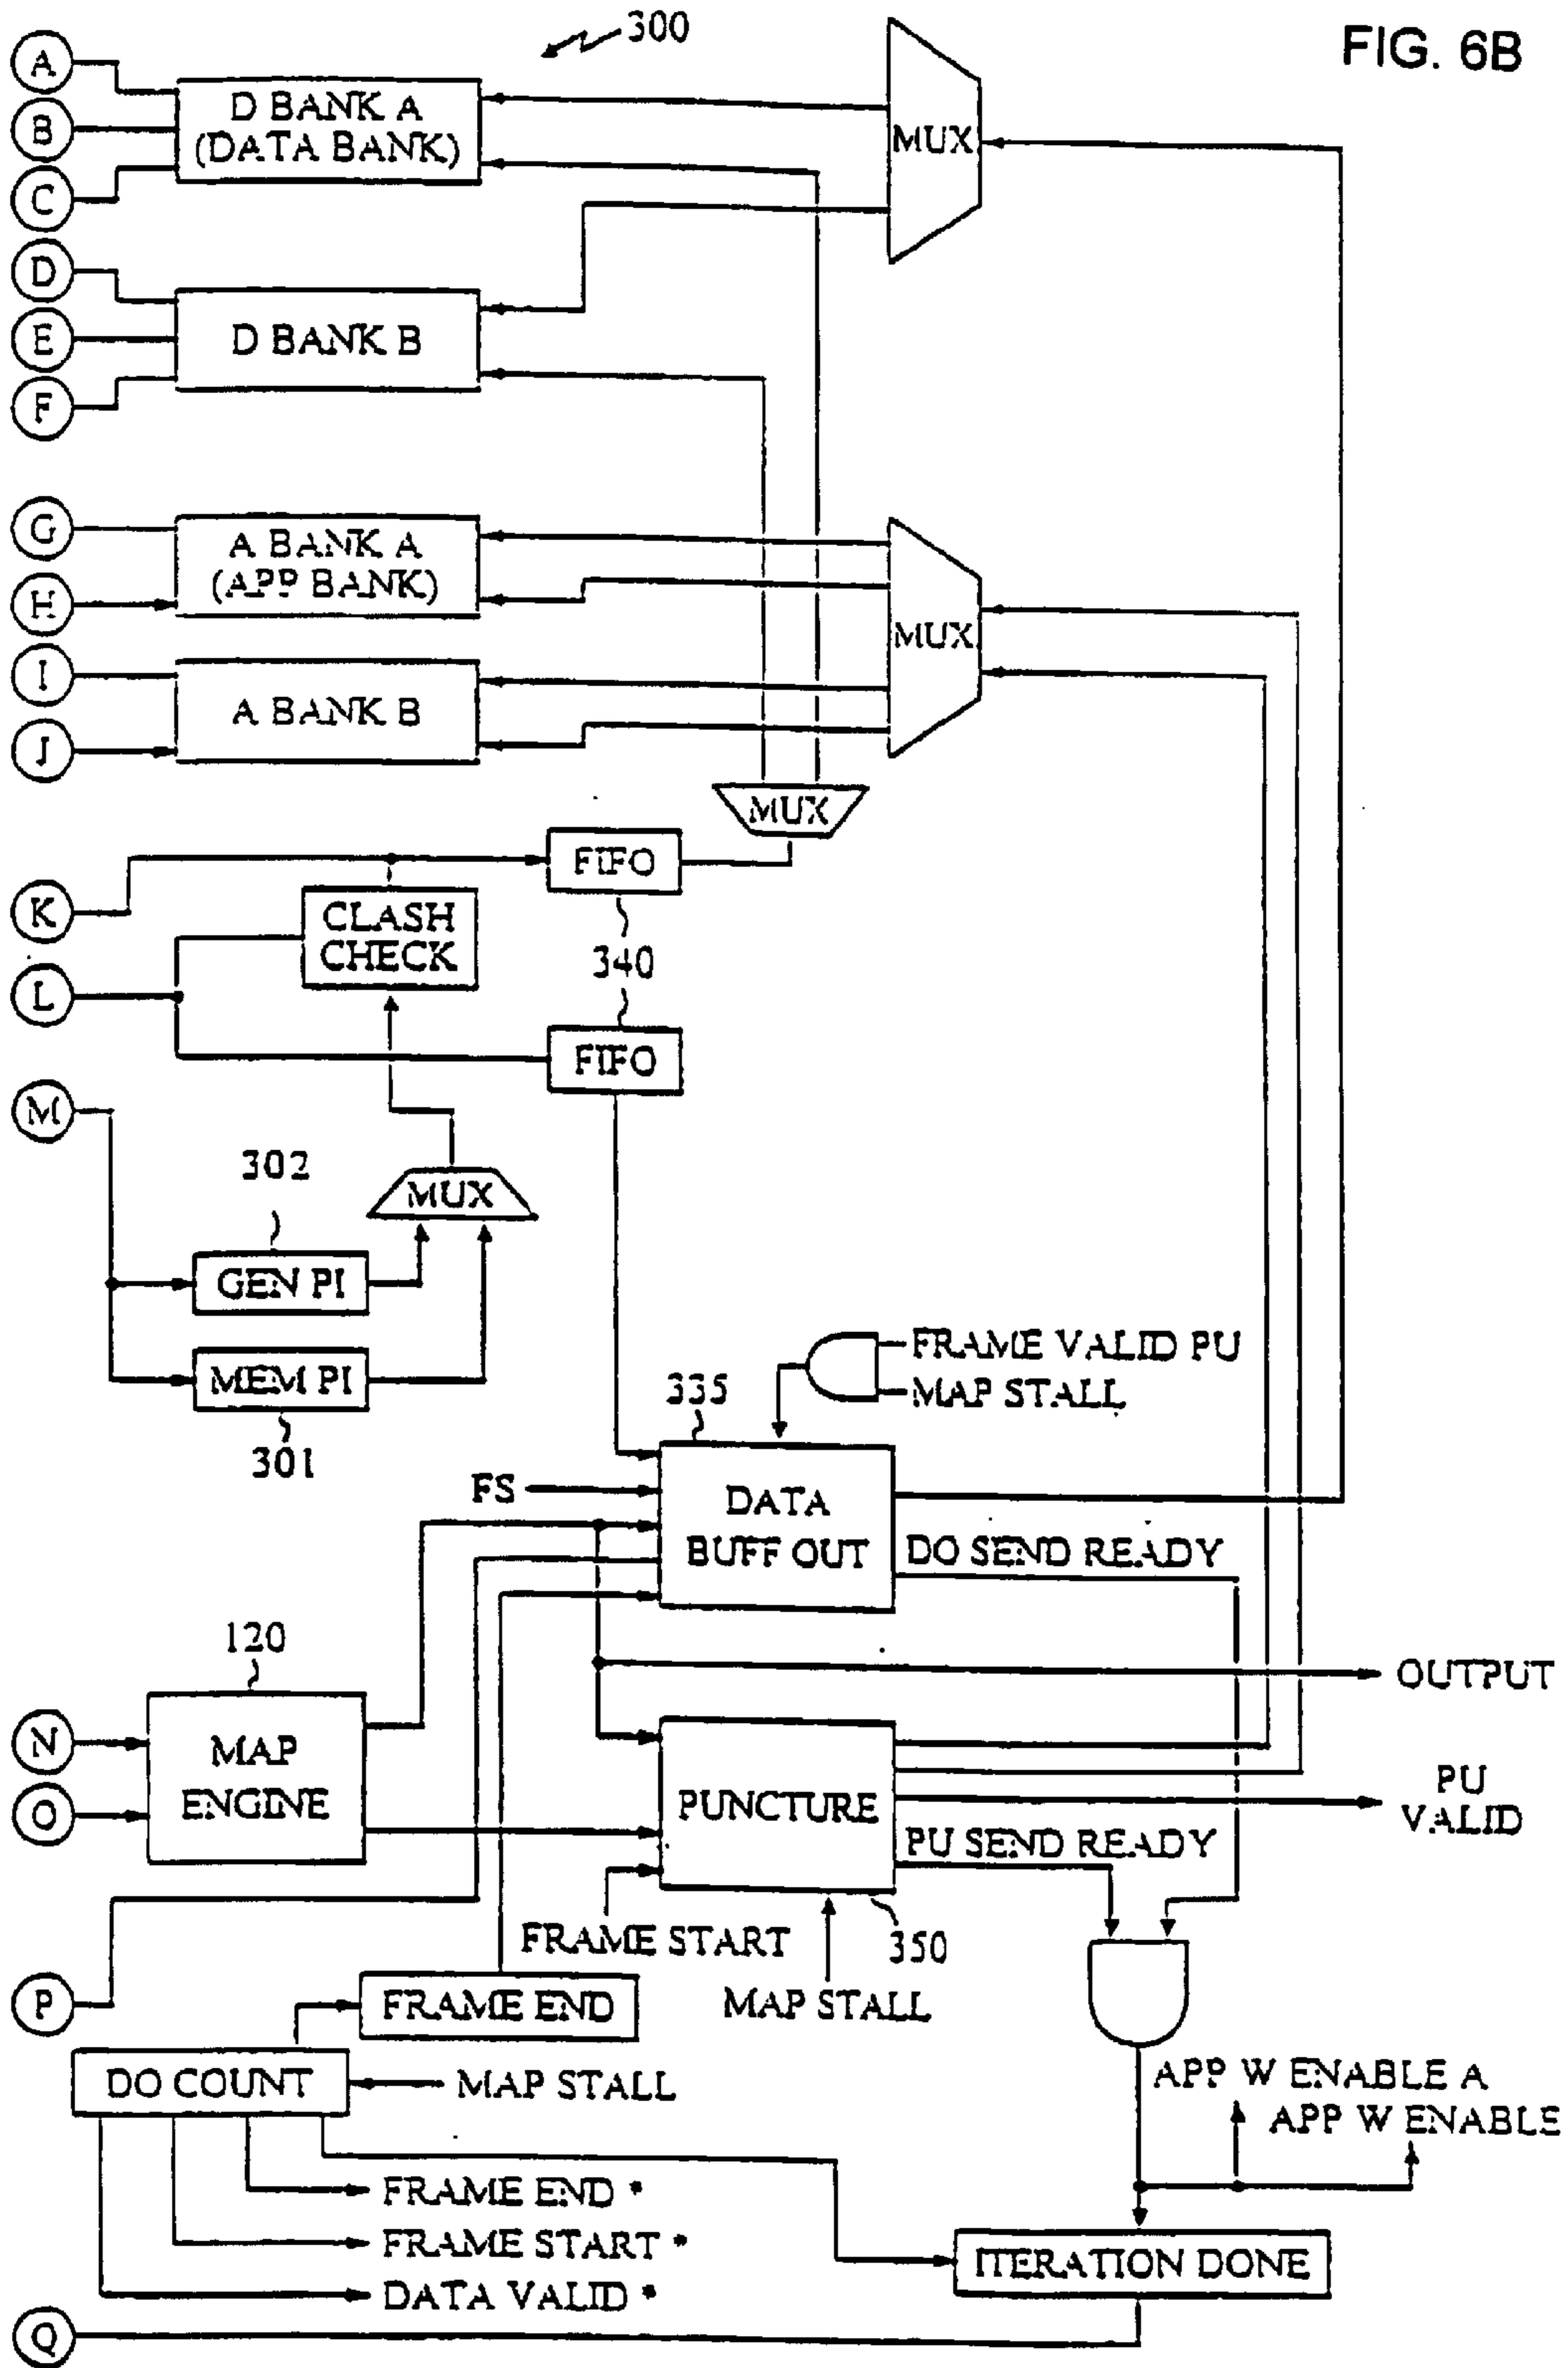 300
FIG. 6B
A
B
C
D BANK A
(DATA BANK)
MUX
D
E
F
D BANK B
G
H
A BANK A
(APP BANK)
MUX
I
J
A BANK B
MUX
K
FIFO
CLASH
CHECK
340
L
FIFO
M
302
MUX
GEN PI
MEM PI
301
FRAME VALID PU
MAP STALL
335
FS
DATA
BUFF OUT
DO SEND READY
120
OUTPUT
N
O
MAP
ENGINE
PUNCTURE
PU
VALID
PU SEND READY
FRAME START
350
MAP STALL
P
FRAME END
DO COUNT
MAP STALL
APP W ENABLE A
APP W ENABLE
FRAME END *
FRAME START *
DATA VALID *
ITERATION DONE
Q